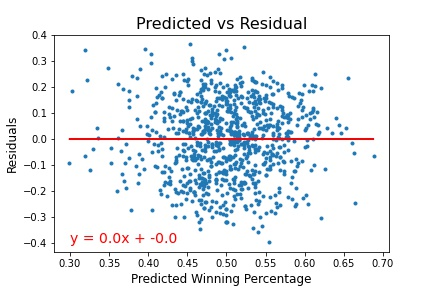 Predicted vs Residual
Residuals
0.4
0.3
0.2
0.1
0.0
−0.1
−0.2
−0.3
−0.4
y = 0.0x + -0.0
0.30 0.35 0.40 0.45 0.50 0.55 0.60 0.65 0.70
Predicted Winning Percentage